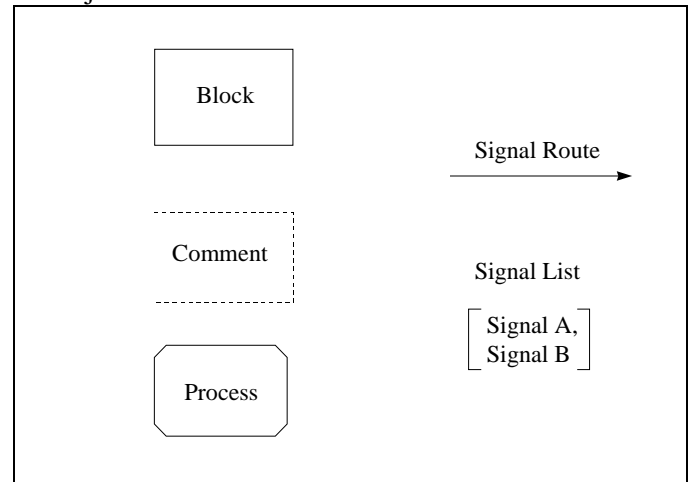 Block
Signal Route
Comment
Signal List
Signal A,
Signal B
Process